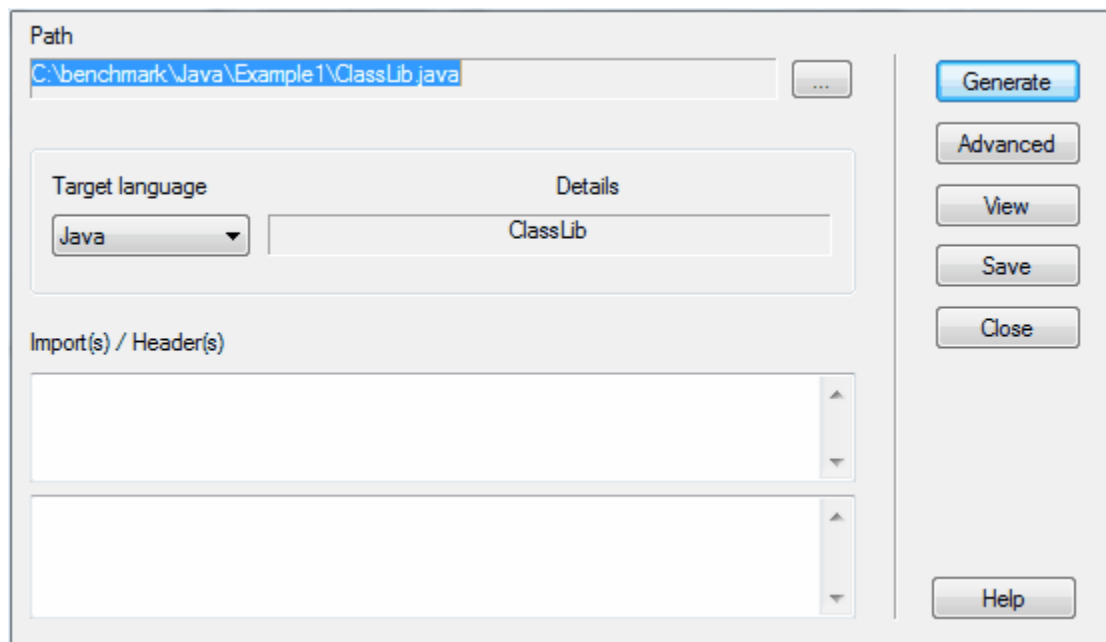 Path
C:\benchmark\Java\Example1\ClassLib.java
...
Generate
Advanced
Target language
Details
View
Java
ClassLib
Save
Close
Import(s) / Header(s)
Help